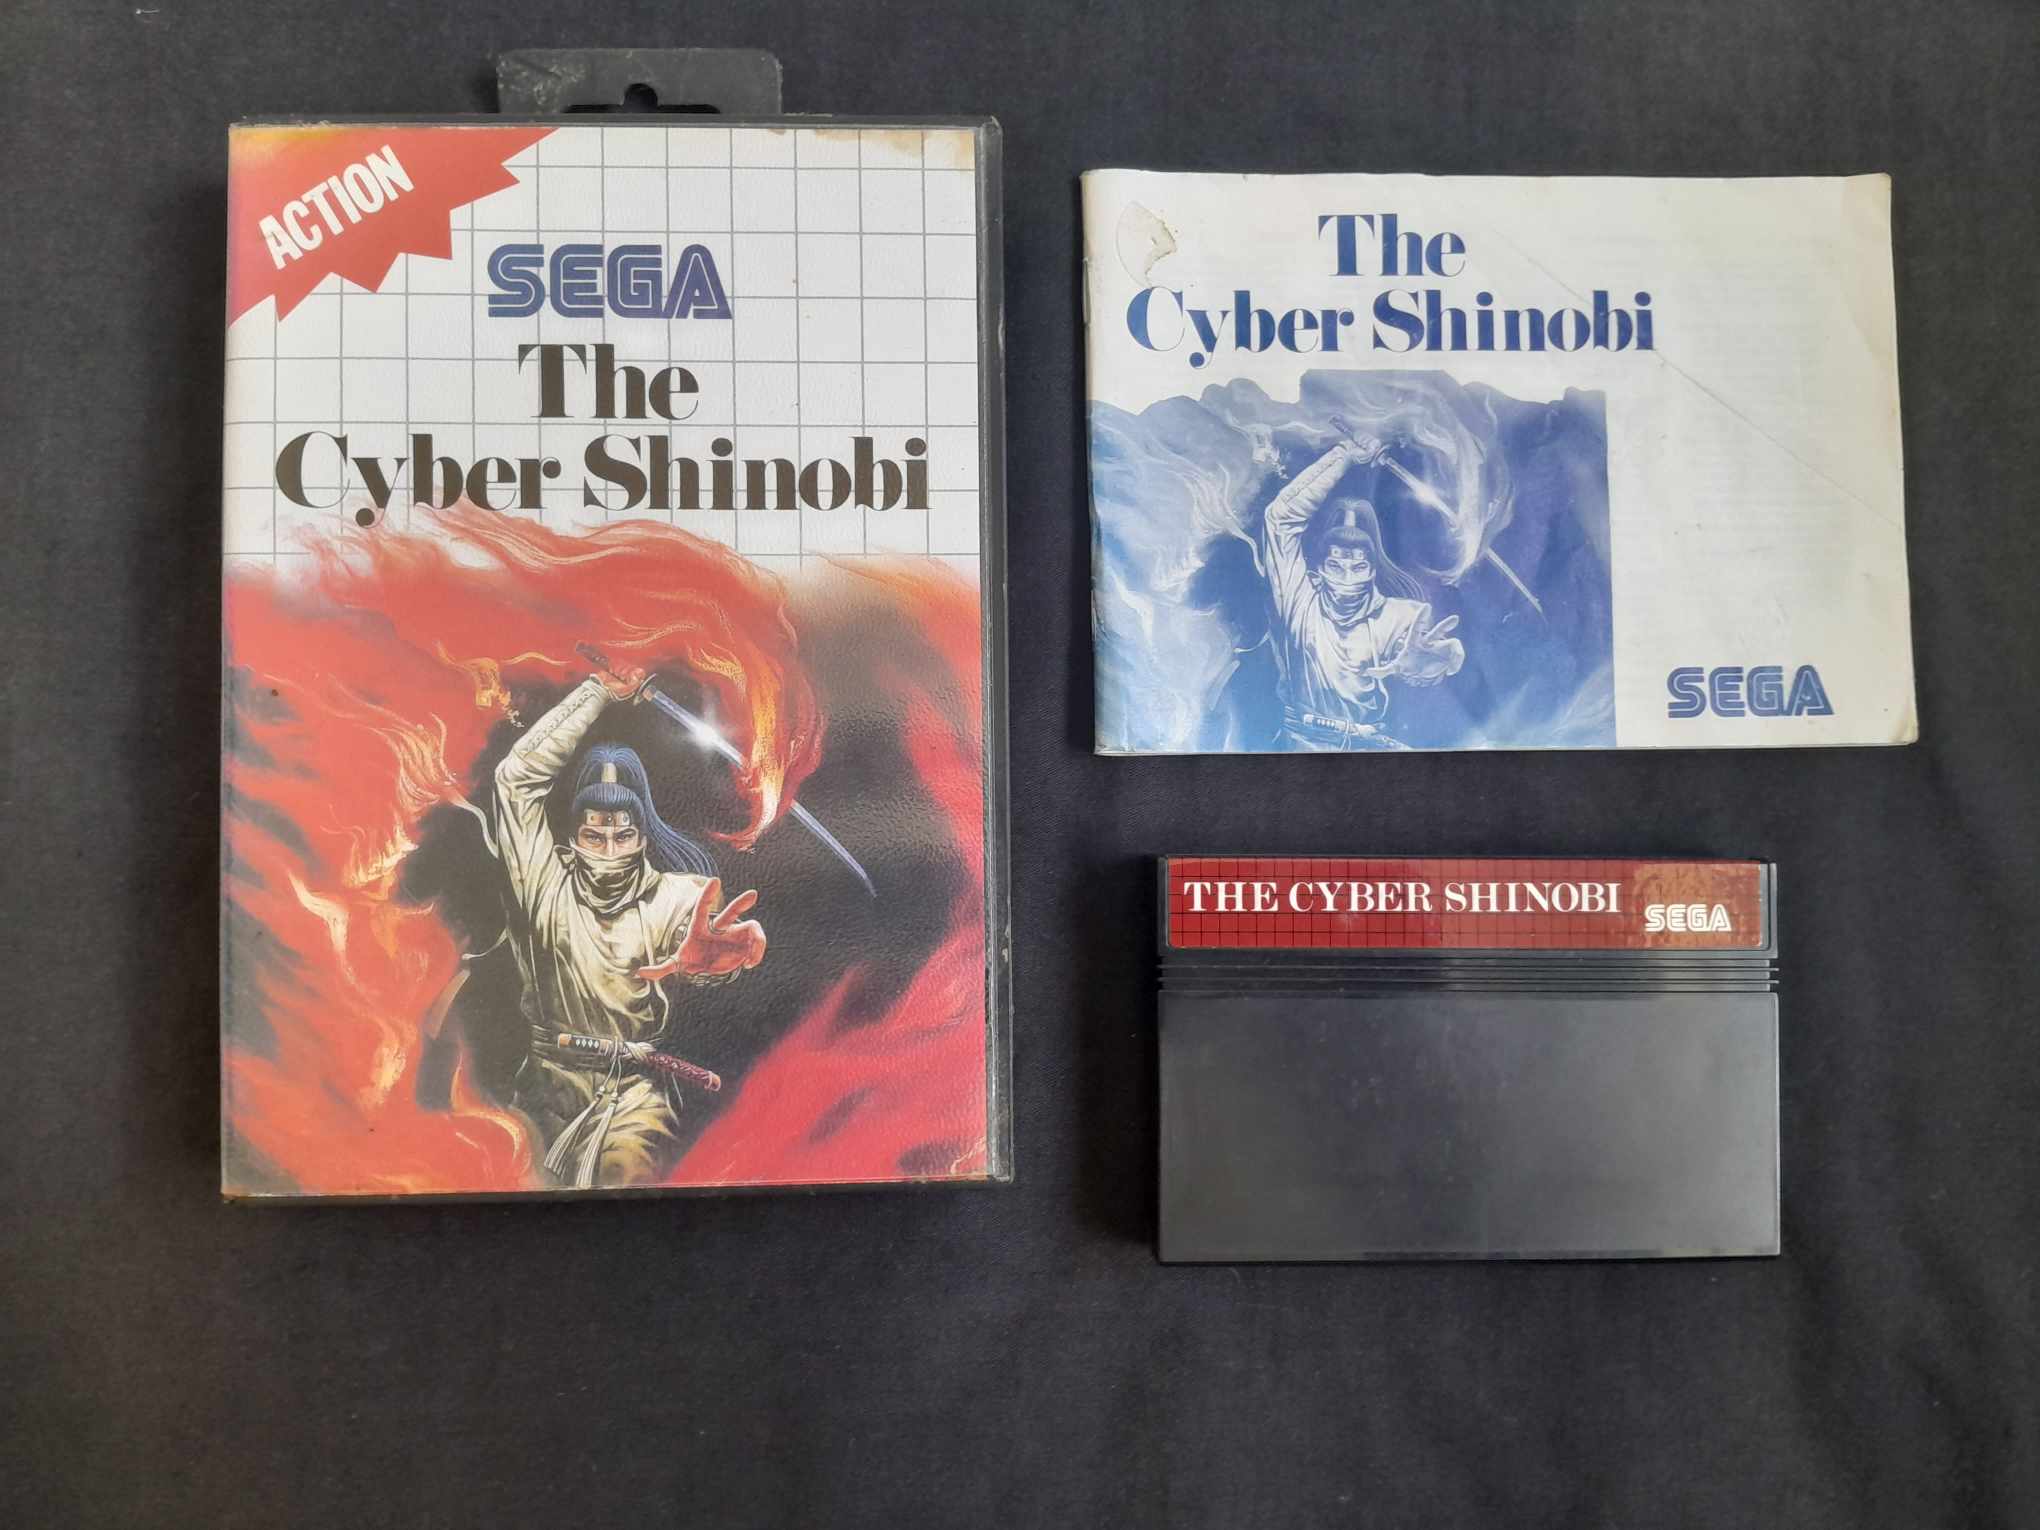 ACTION
SEGA
The
Cyber Shinobi
The
Cyber Shinobi
SEGA
THE CYBER SHINOBI
SEGA